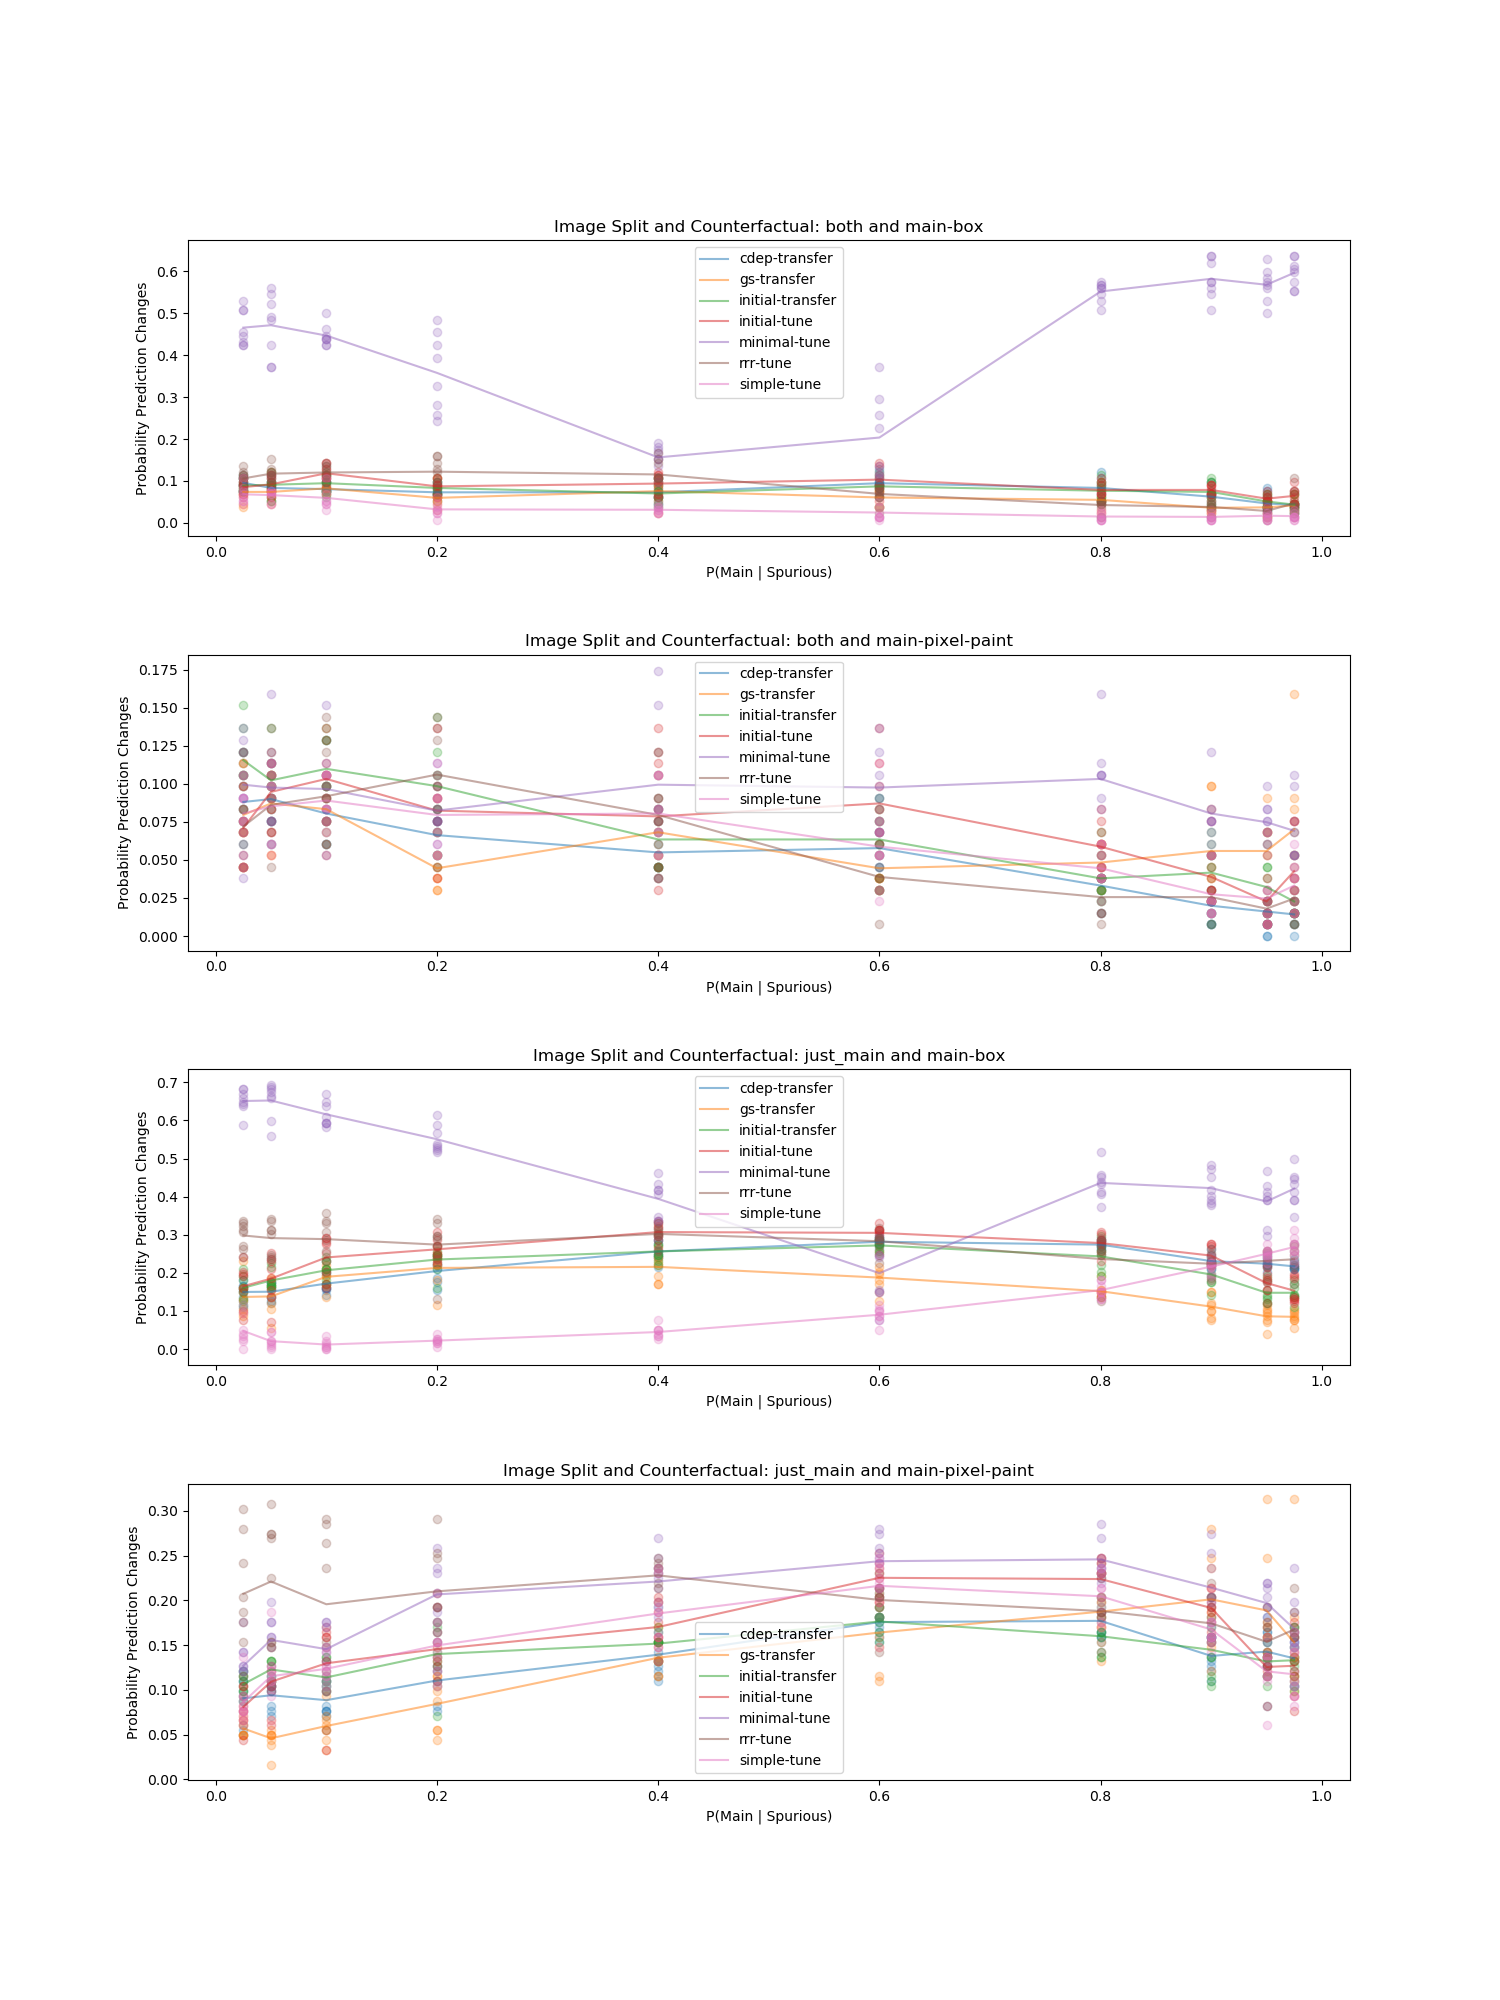 Image Split and Counterfactual: both and main-box
Probability Prediction Changes
0.6
0.5
0.4
0.3
0.2
0.1
0.0
cdep-transfer
gs-transfer
initial-transfer
initial-tune
minimal-tune
rrr-tune
simple-tune
0.0 0.2 0.4 0.6 0.8 1.0
P(Main | Spurious)
Image Split and Counterfactual: both and main-pixel-paint
Probability Prediction Changes
0.175
0.150
0.125
0.100
0.075
0.050
0.025
0.000
cdep-transfer
gs-transfer
initial-transfer
initial-tune
minimal-tune
rrr-tune
simple-tune
0.0 0.2 0.4 0.6 0.8 1.0
P(Main | Spurious)
Image Split and Counterfactual: just_main and main-box
Probability Prediction Changes
0.7
0.6
0.5
0.4
0.3
0.2
0.1
0.0
cdep-transfer
gs-transfer
initial-transfer
initial-tune
minimal-tune
rrr-tune
simple-tune
0.0 0.2 0.4 0.6 0.8 1.0
P(Main | Spurious)
Image Split and Counterfactual: just_main and main-pixel-paint
Probability Prediction Changes
0.30
0.25
0.20
0.15
0.10
0.05
0.00
cdep-transfer
gs-transfer
initial-transfer
initial-tune
minimal-tune
rrr-tune
simple-tune
0.0 0.2 0.4 0.6 0.8 1.0
P(Main | Spurious)